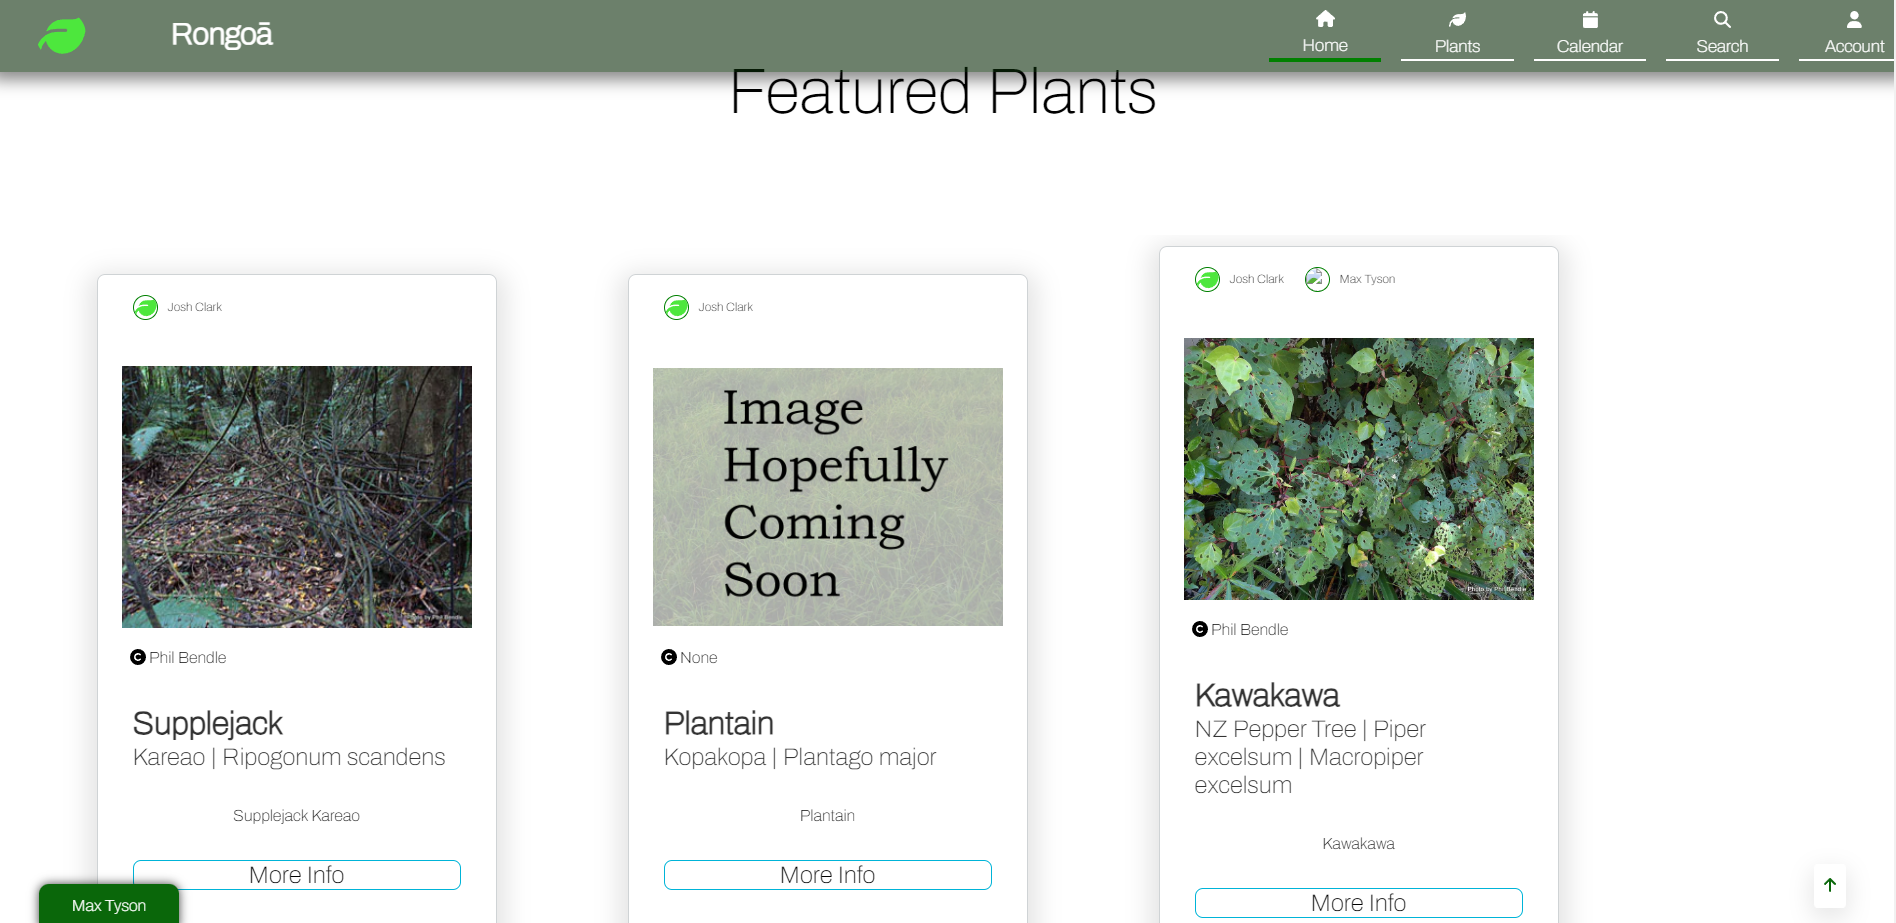 Rongoā
Home
Plants
Calendar
Search
Account
Featured Plants
Josh Clark
Phil Bendle
Supplejack
Kareao | Ripogonum scandens
Supplejack Kareao
More Info
Josh Clark
Image
Hopefully
Coming
Soon
None
Plantain
Kopakopa | Plantago major
Plantain
More Info
Josh Clark
Max Tyson
Photo by Phil Bendle
Phil Bendle
Kawakawa
NZ Pepper Tree | Piper
excelsum | Macropiper
excelsum
Kawakawa
More Info
Max Tyson